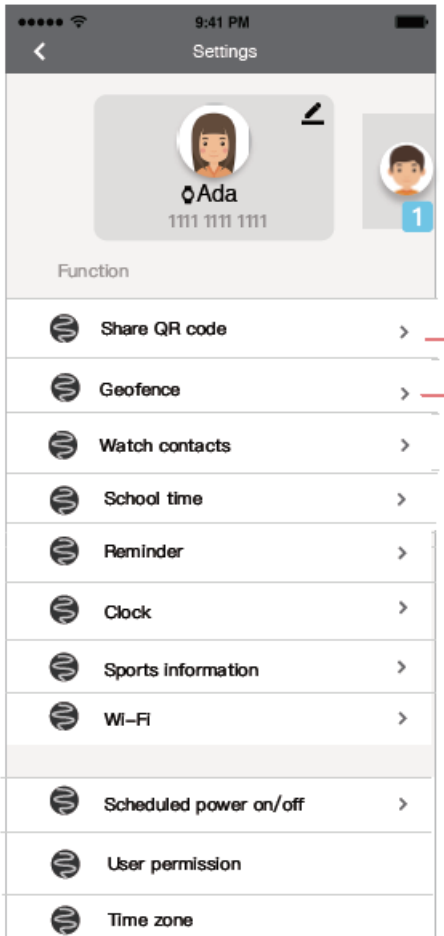 9:41 PM
Settings
Ada
1111 1111 1111
1
Function
Share QR code
Geofence
Watch contacts
School time
Reminder
Clock
Sports information
Wi-Fi
Scheduled power on/off
User permission
Time zone